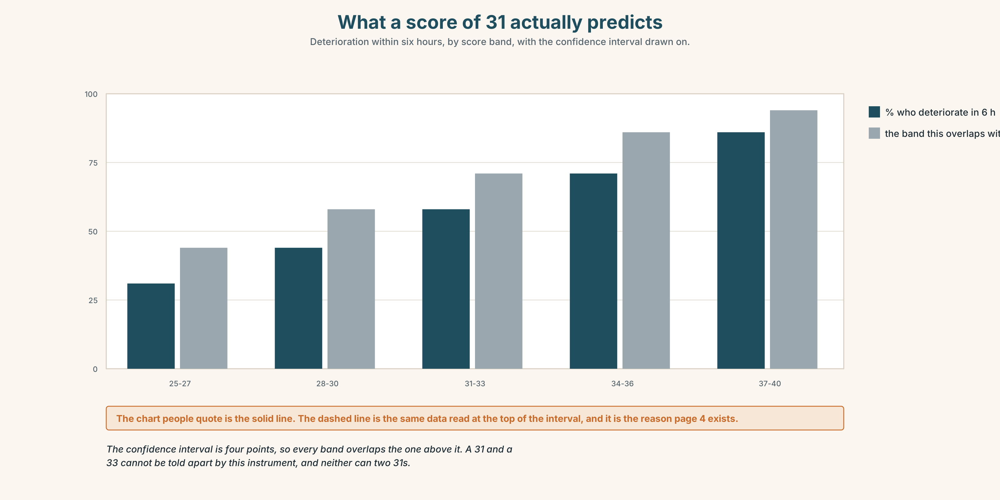 What a score of 31 actually predicts
Deterioration within six hours, by score band, with the confidence interval drawn on.
100
75
50
25
0
% who deteriorate in 6 h
the band this overlaps
25-27
28-30
31-33
34-36
37-40
The chart people quote is the solid line. The dashed line is the same data read at the top of the interval, and it is the reason page 4 exists.
The confidence interval is four points, so every band overlaps the one above it. A 31 and a
33 cannot be told apart by this instrument, and neither can two 31s.